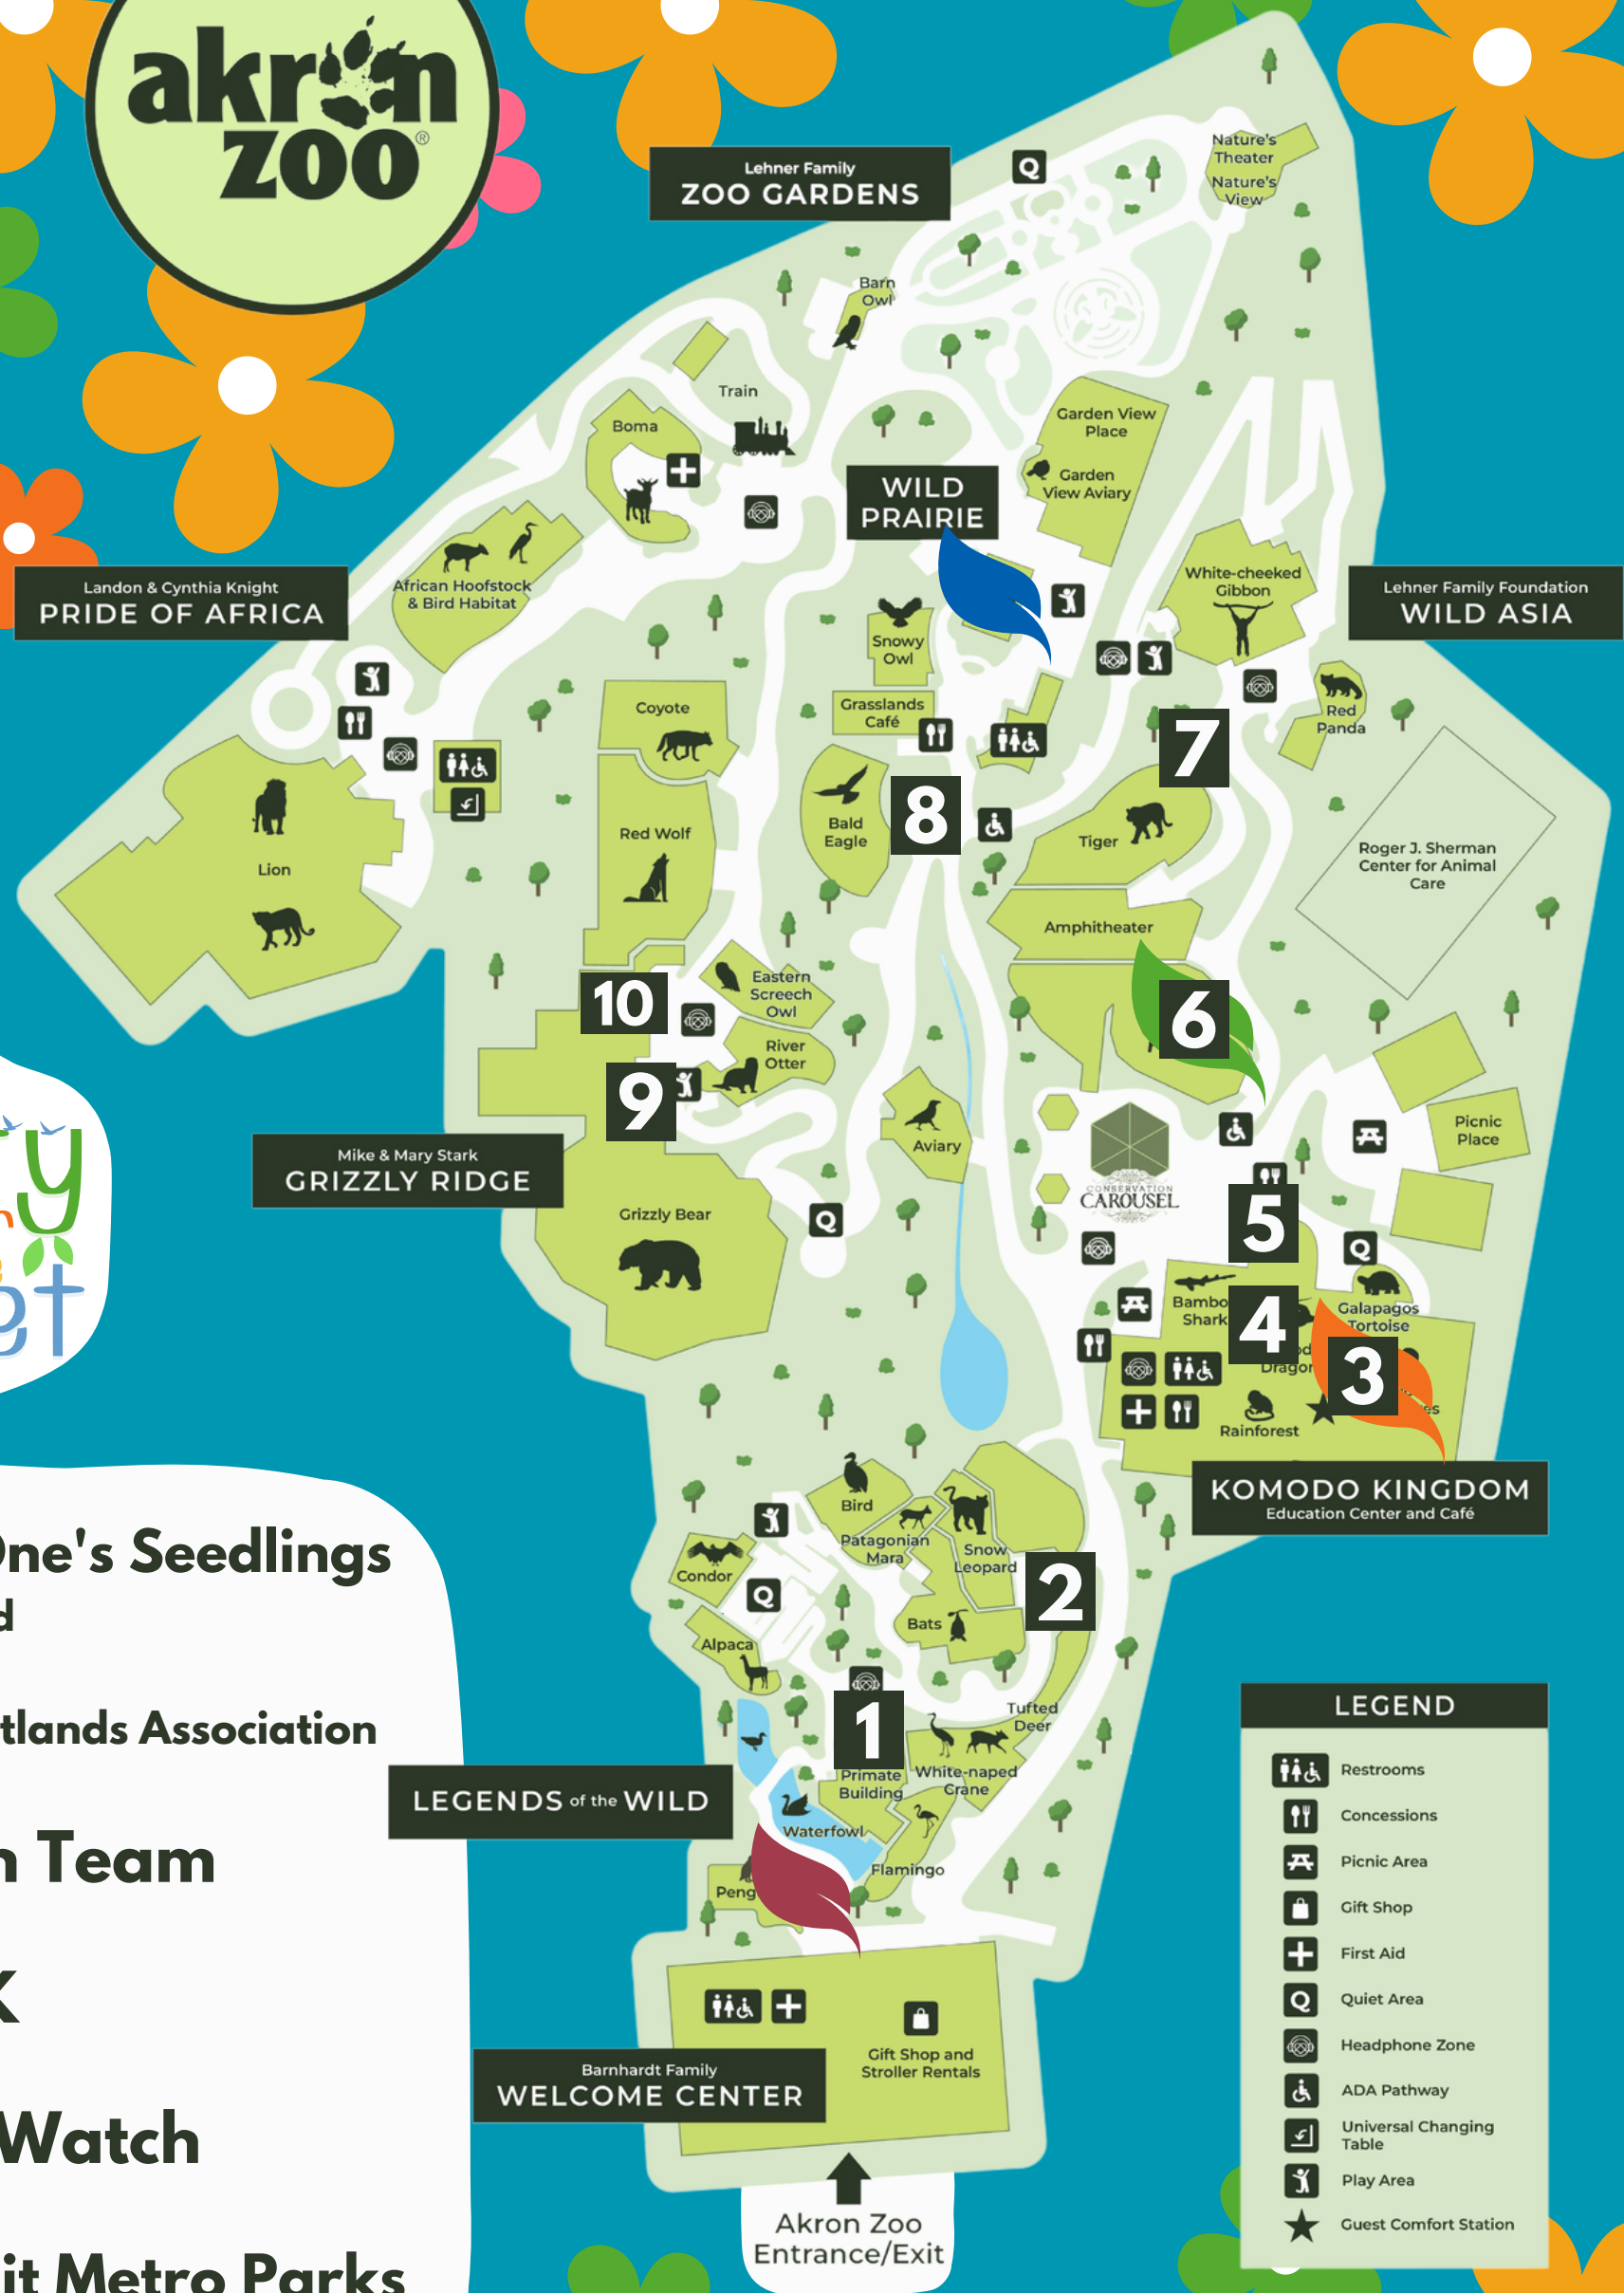 akron
zoo®
Lehner Family
ZOO GARDENS
Q
Nature's
Theater
Nature's
View
Barn
Owl
Train
Boma
Garden View
Place
Garden
View Aviary
WILD
PRAIRIE
African Hoofstock
& Bird Habitat
Landon & Cynthia Knight
PRIDE OF AFRICA
White-cheeked
Gibbon
Lehner Family Foundation
WILD ASIA
Snowy
Owl
Coyote
Grasslands
Café
Red
Panda
7
8
Bald
Eagle
Red Wolf
Tiger
Lion
Roger J. Sherman
Center for Animal
Care
Amphitheater
Eastern
Screech
Owl
10
6
River
Otter
9
Aviary
Picnic
Place
Mike & Mary Stark
GRIZZLY RIDGE
CONSERVATION
CAROUSEL
Grizzly Bear
Q
5
Q
Bambo
Shark
4
Galapagos
Tortoise
Dragon
3
es
Rainforest
KOMODO KINGDOM
Education Center and Café
Bird
Patagonian
Mara
Snow
Leopard
Condor
Q
2
Bats
Alpaca
Tufted
Deer
1
Primate
Building
White-naped
Crane
LEGENDS of the WILD
Waterfowl
Flamingo
Peng
Gift Shop and
Stroller Rentals
Barnhardt Family
WELCOME CENTER
Akron Zoo
Entrance/Exit
ty
et
One's Seedlings
d
tlands Association
n Team
K
Watch
it Metro Parks
LEGEND
Restrooms
Concessions
Picnic Area
Gift Shop
First Aid
Q Quiet Area
Headphone Zone
ADA Pathway
Universal Changing
Table
Play Area
Guest Comfort Station